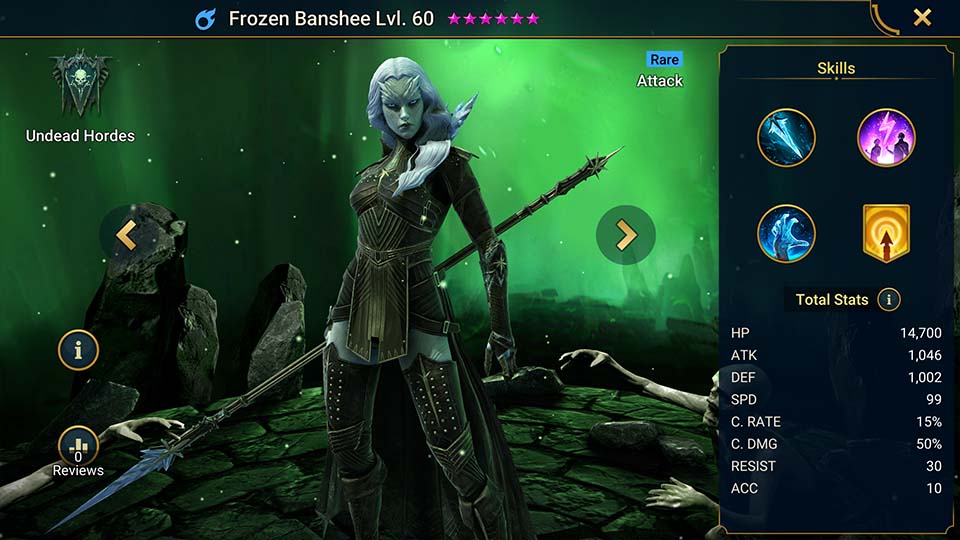 Frozen Banshee Lvl. 60
Undead Hordes
Rare
Attack
0
Reviews
Skills
Total Stats
HP 14,700
ATK 1,046
DEF 1,002
SPD 99
C. RATE 15%
C. DMG 50%
RESIST 30
ACC 10